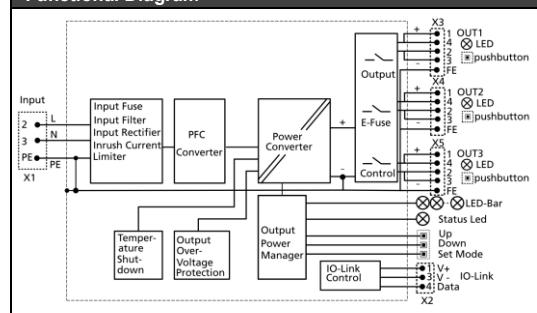 Functional Diagram
X3
+ 1 OUT1
4 LED
2
- 3 pushbutton
FE
X4
+ 1 OUT2
4 LED
2
- 3 pushbutton
FE
X5
+ 1 OUT3
4 LED
2
- 3 pushbutton
FE
Input
2 L
3 N
PE PE
X1
Input Fuse
Input Filter
Input Rectifier
Inrush Current
Limiter
PFC
Converter
Power
Converter
+
-
Output
E-Fuse
Control
LED-Bar
Status Led
Up
Down
Set Mode
Temper-
ature
Shut-
down
Output
Over-
Voltage
Protection
Output
Power
Manager
IO-Link
Control
1 V+
3 V - IO-Link
4 Data
X2